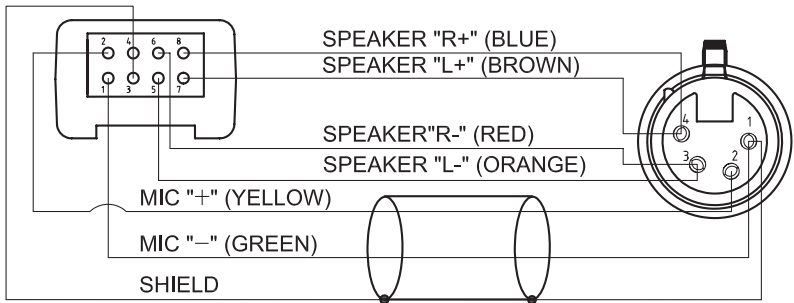 2 4 6 8
1 3 5 7
SPEAKER "R+" (BLUE)
SPEAKER "L+" (BROWN)
SPEAKER"R-" (RED)
SPEAKER "L-" (ORANGE)
MIC "+" (YELLOW)
MIC "−" (GREEN)
SHIELD
4 1
3 2